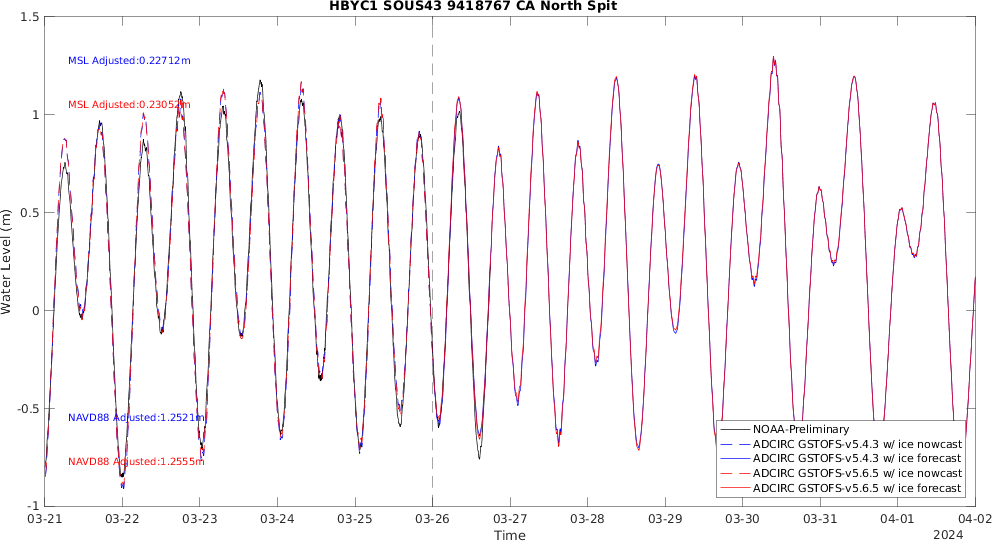 HBYC1 SOUS43 9418767 CA North Spit
1.5
1
0.5
0
-0.5
-1
Water Level (m)
MSL Adjusted:0.22712m
MSL Adjusted:0.23052m
NAVD88 Adjusted:1.2521m
NAVD88 Adjusted:1.2555m
NOAA-Preliminary
ADCIRC GSTOFS-v5.4.3 w/ ice nowcast
ADCIRC GSTOFS-v5.4.3 w/ ice forecast
ADCIRC GSTOFS-v5.6.5 w/ ice nowcast
ADCIRC GSTOFS-v5.6.5 w/ ice forecast
03-21 03-22 03-23 03-24 03-25 03-26 03-27 03-28 03-29 03-30 03-31 04-01 04-02
Time
2024